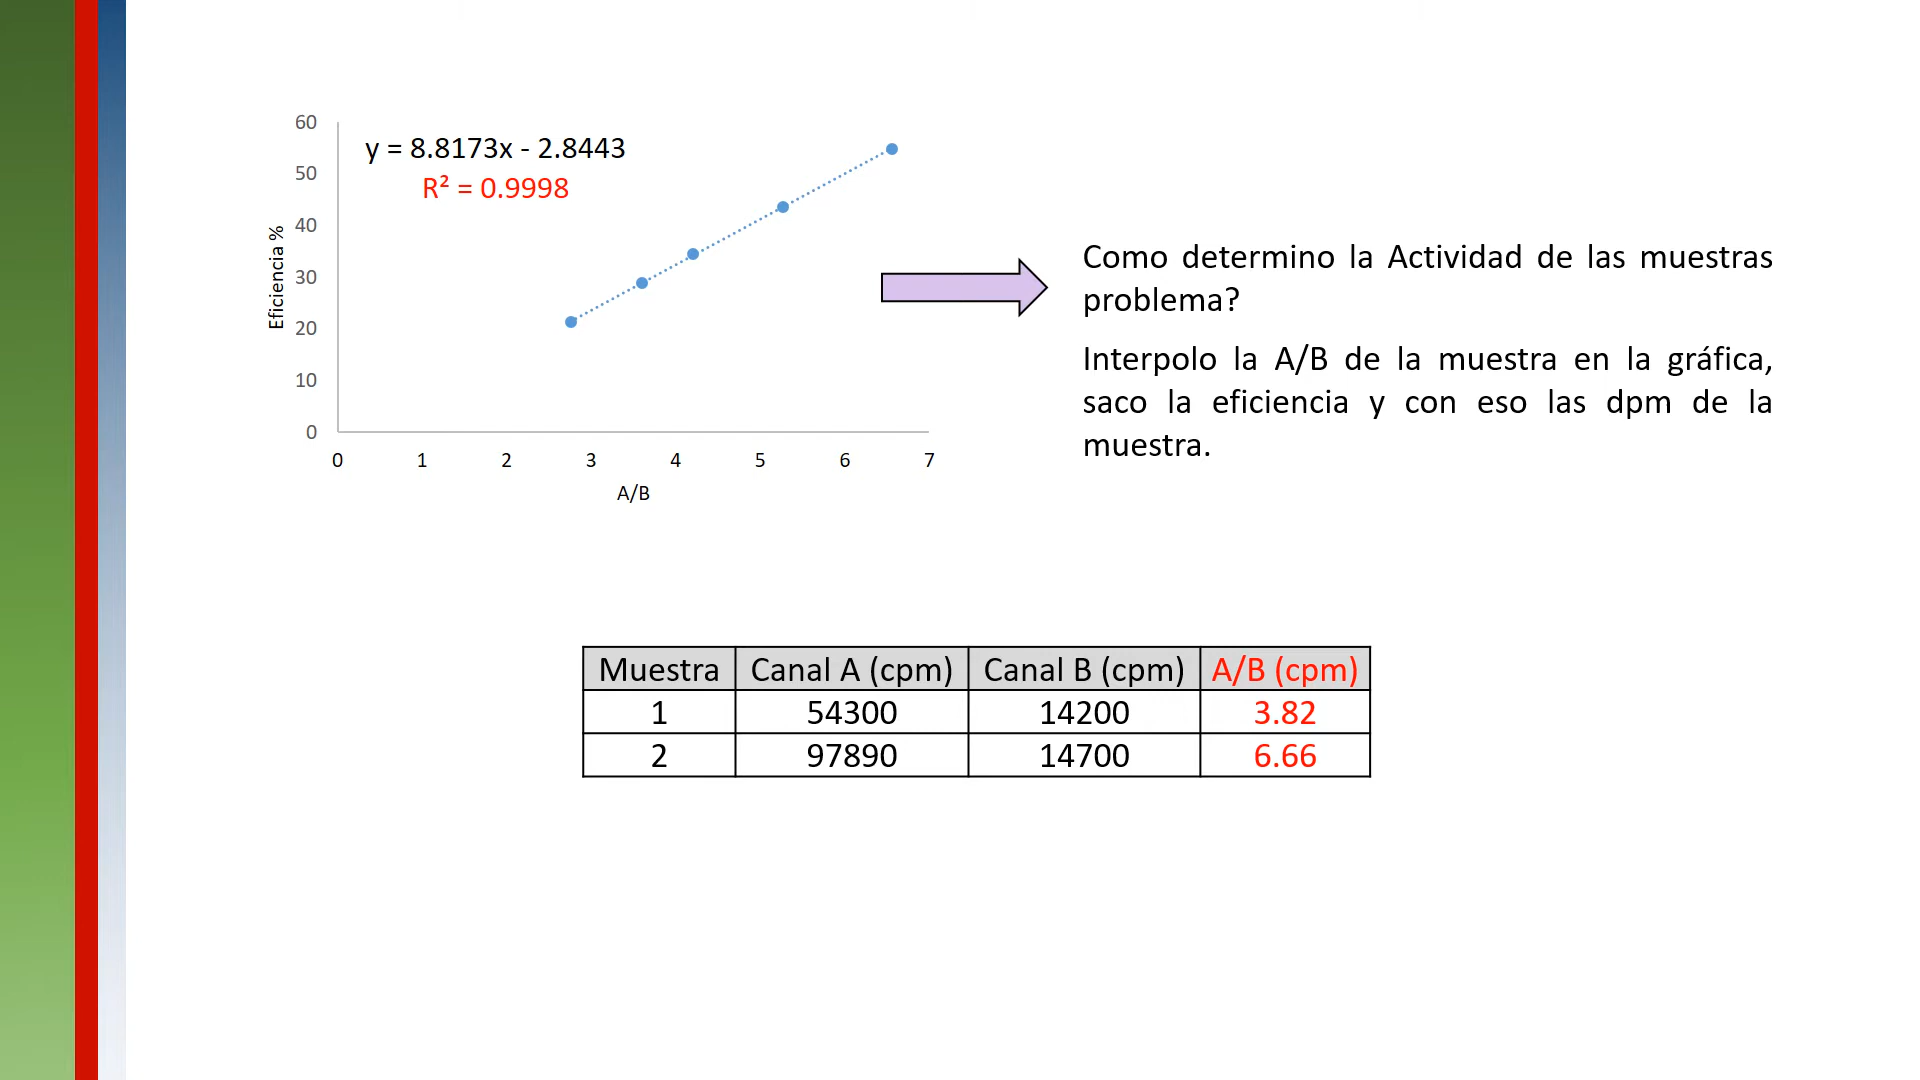 60
50
40
30
20
10
0
Eficiencia %
y = 8.8173x - 2.8443
R² = 0.9998
0 1 2 3 4 5 6 7
A/B
Como determino la Actividad de las muestras
problema?
Interpolo la A/B de la muestra en la gráfica,
saco la eficiencia y con eso las dpm de la
muestra.
Muestra Canal A (cpm) Canal B (cpm) A/B (cpm)
1 54300 14200 3.82
2 97890 14700 6.66